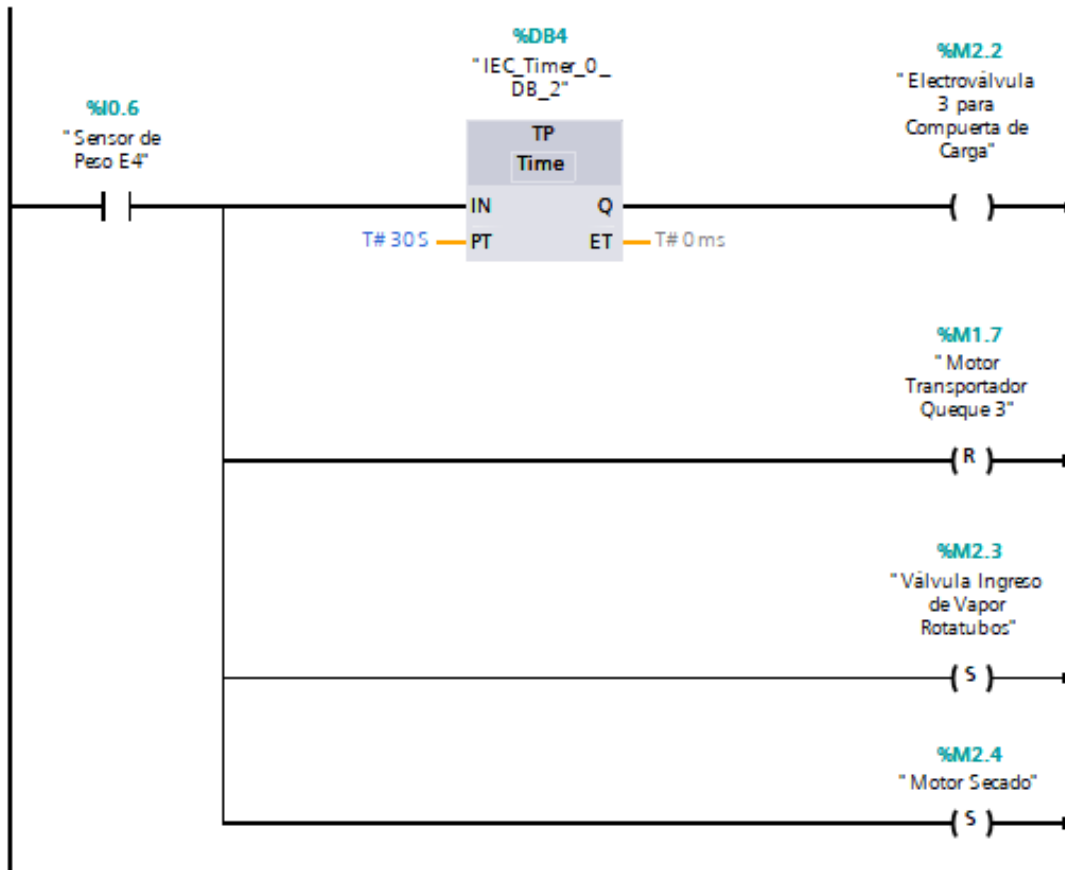 %DB4
"IEC_Timer_0_
DB_2"
%M2.2
"Electroválvula
3 para
Compuerta de
Carga"
%I0.6
"Sensor de
Peso E4"
TP
Time
IN
Q
T#30S
PT
ET
T#0ms
%M1.7
"Motor
Transportador
Queque 3"
R
%M2.3
"Válvula Ingreso
de Vapor
Rotatubos"
S
%M2.4
"Motor Secado"
S